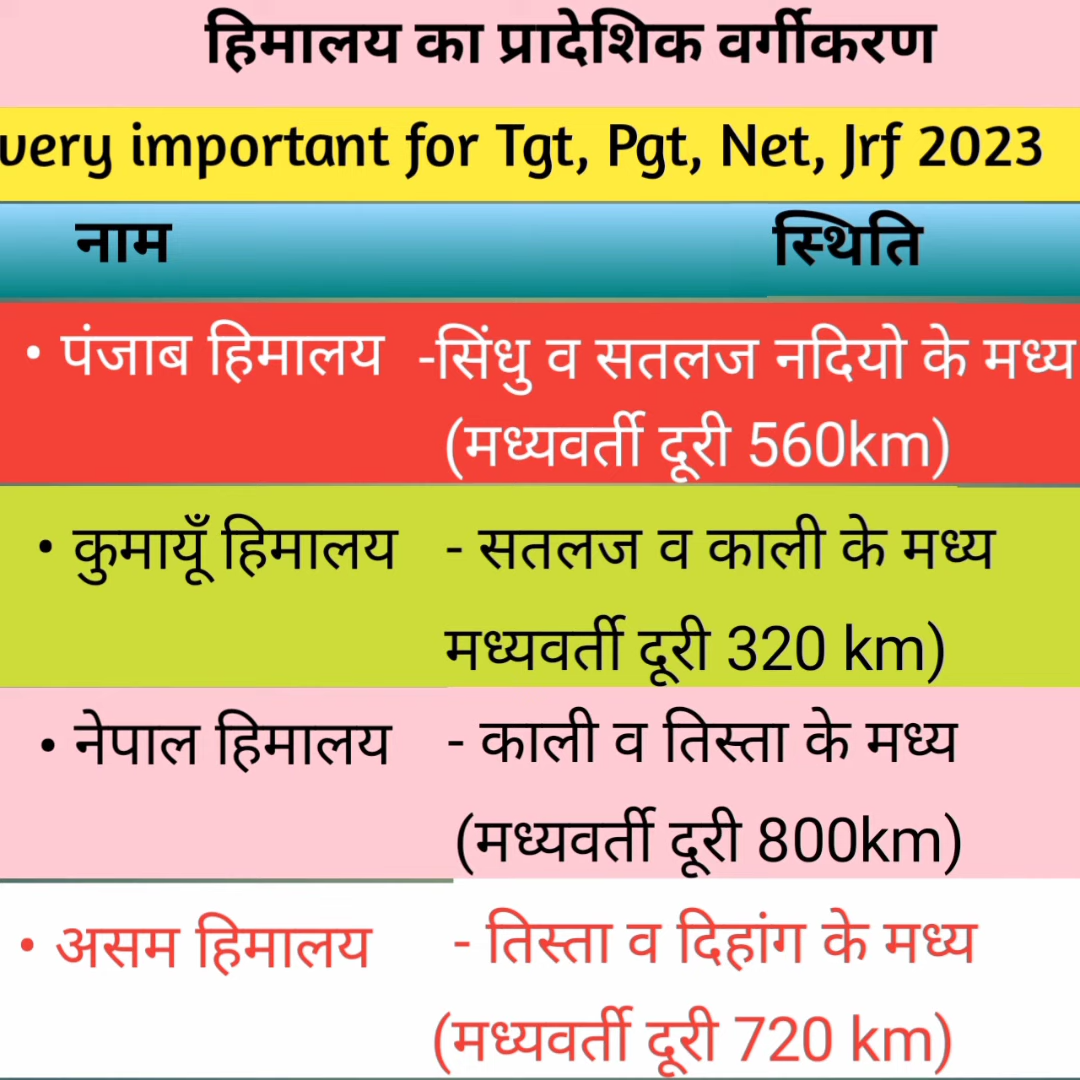 हिमालय का प्रादेशिक वर्गीकरण
very important for Tgt, Pgt, Net, Jrf 2023
नाम स्थिति
• पंजाब हिमालय -सिंधु व सतलज नदियो के मध्य
(मध्यवर्ती दूरी 560km)
• कुमायूँ हिमालय - सतलज व काली के मध्य
मध्यवर्ती दूरी 320 km)
• नेपाल हिमालय - काली व तिस्ता के मध्य
(मध्यवर्ती दूरी 800km)
• असम हिमालय - तिस्ता व दिहांग के मध्य
(मध्यवर्ती दूरी 720 km)